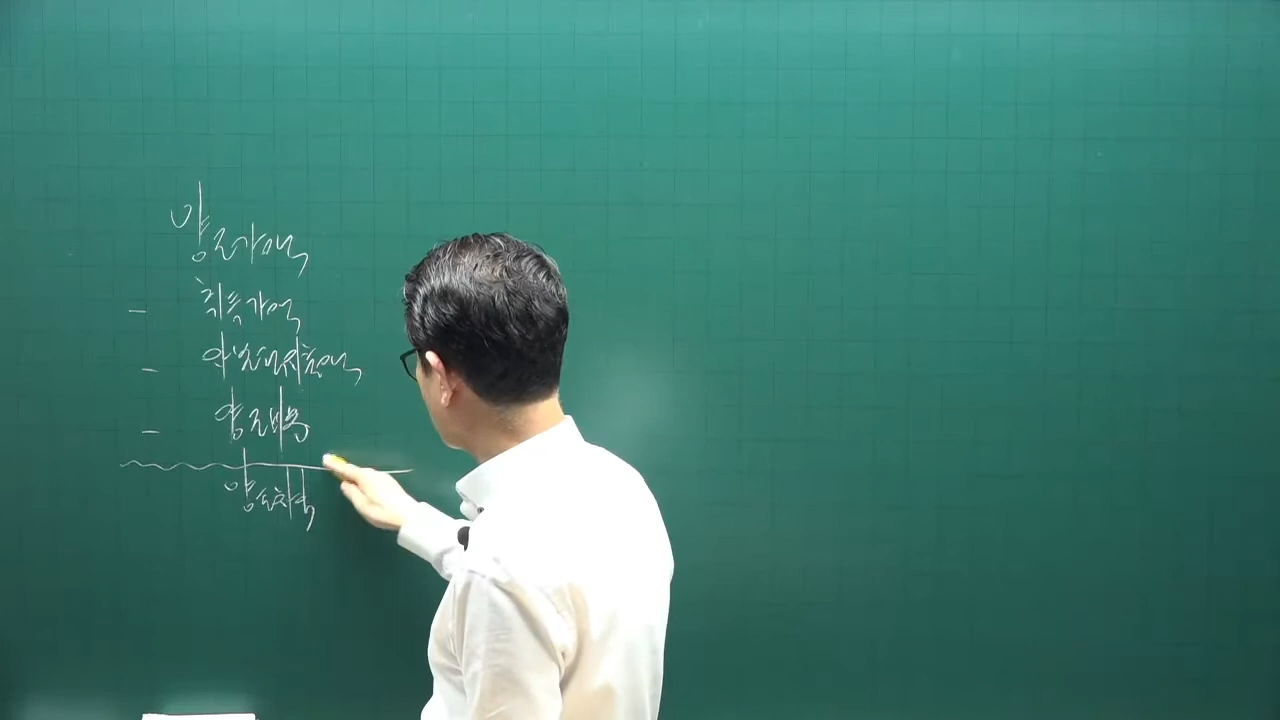 양도가액
- 취득가액
- 자본적지출액
- 양도비용
양도차익